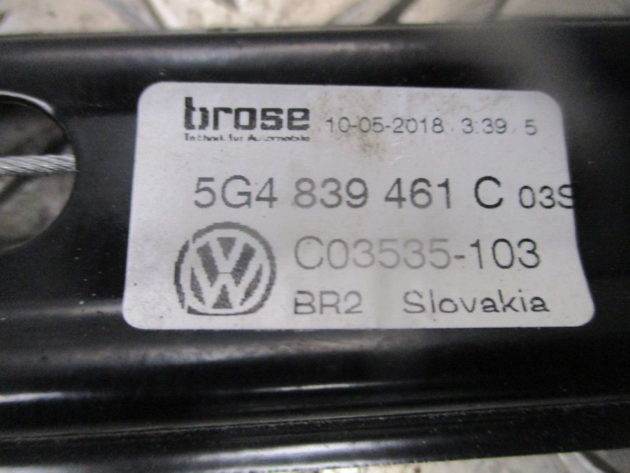 brose 10-05-2018 3:39 5
Technik für Automobile
5G4 839 461 C 03S
C03535-103
BR2 Slovakia